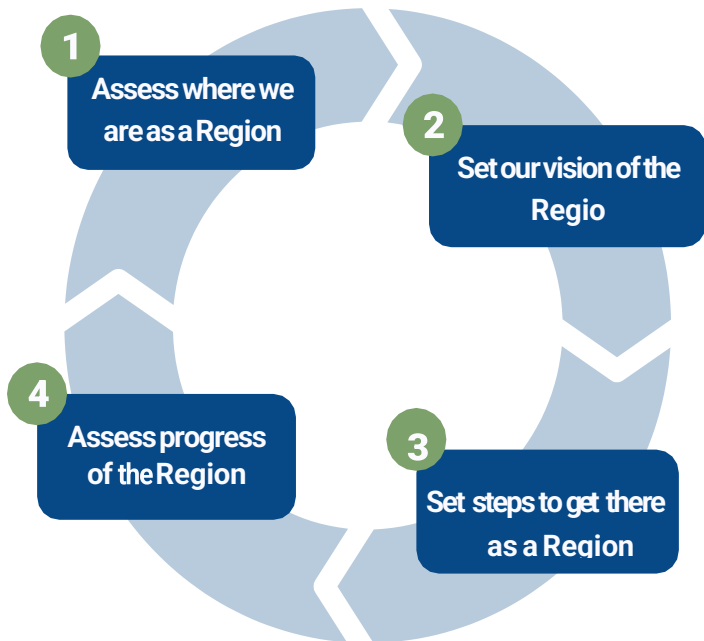 1
Assess where we
are as a Region
2
Set our vision of the
Regio
3
Set steps to get there
as a Region
4
Assess progress
of the Region